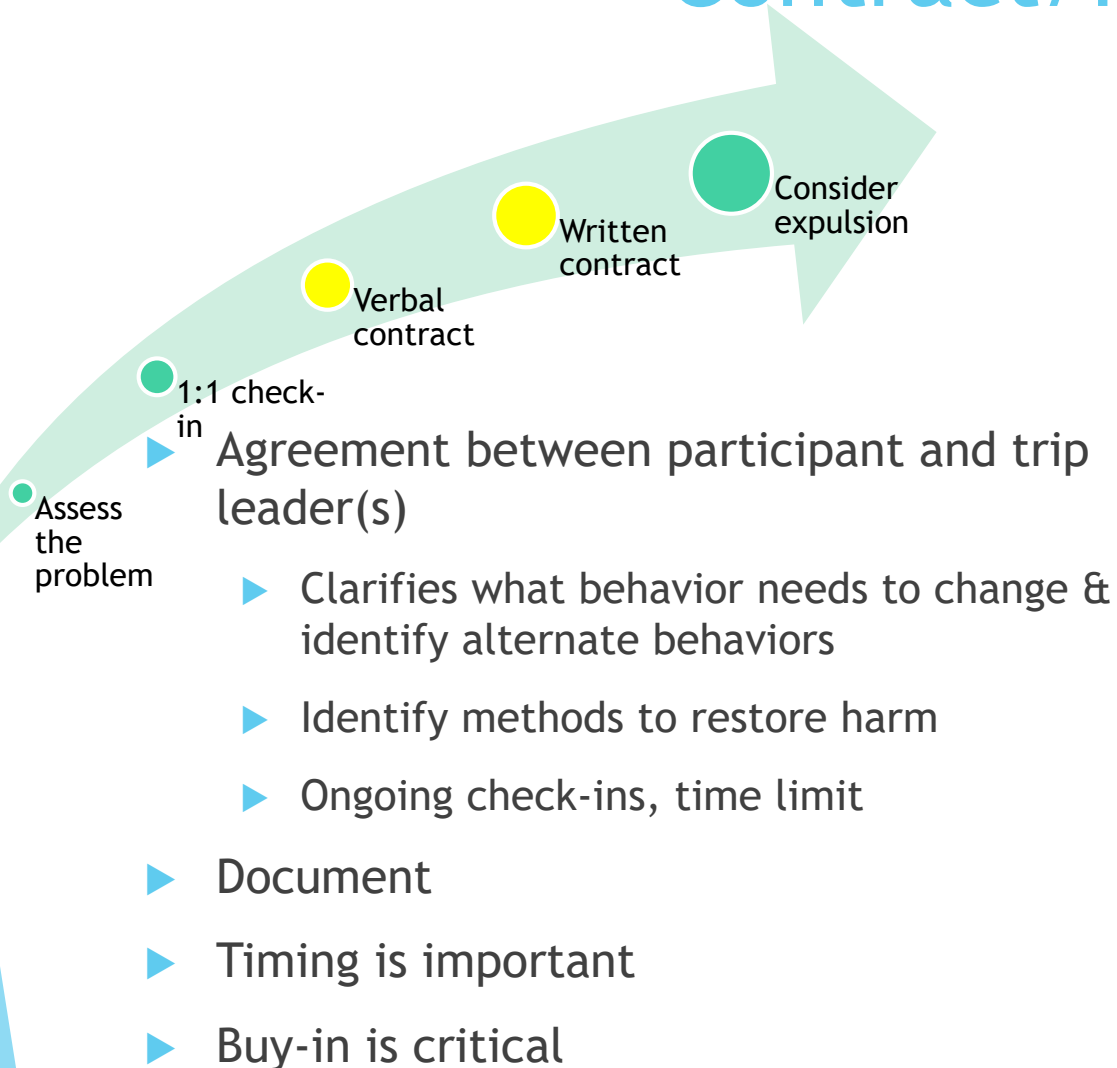 Contract/
Consider
expulsion
Written
contract
Verbal
contract
1:1 check-
in
Assess
the
problem
Agreement between participant and trip
leader(s)
Clarifies what behavior needs to change &
identify alternate behaviors
Identify methods to restore harm
Ongoing check-ins, time limit
Document
Timing is important
Buy-in is critical